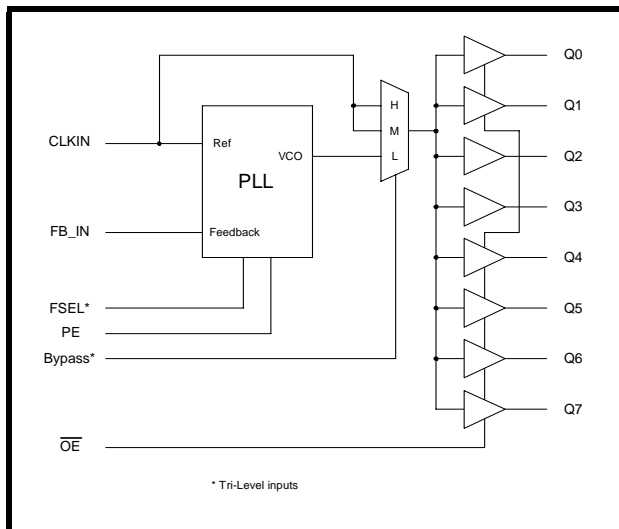 Q0
H
Q1
M
CLKIN
Ref
VCO
L
Q2
PLL
Q3
FB_IN
Feedback
Q4
FSEL*
Q5
PE
Bypass*
Q6
Q7
OE
* Tri-Level inputs